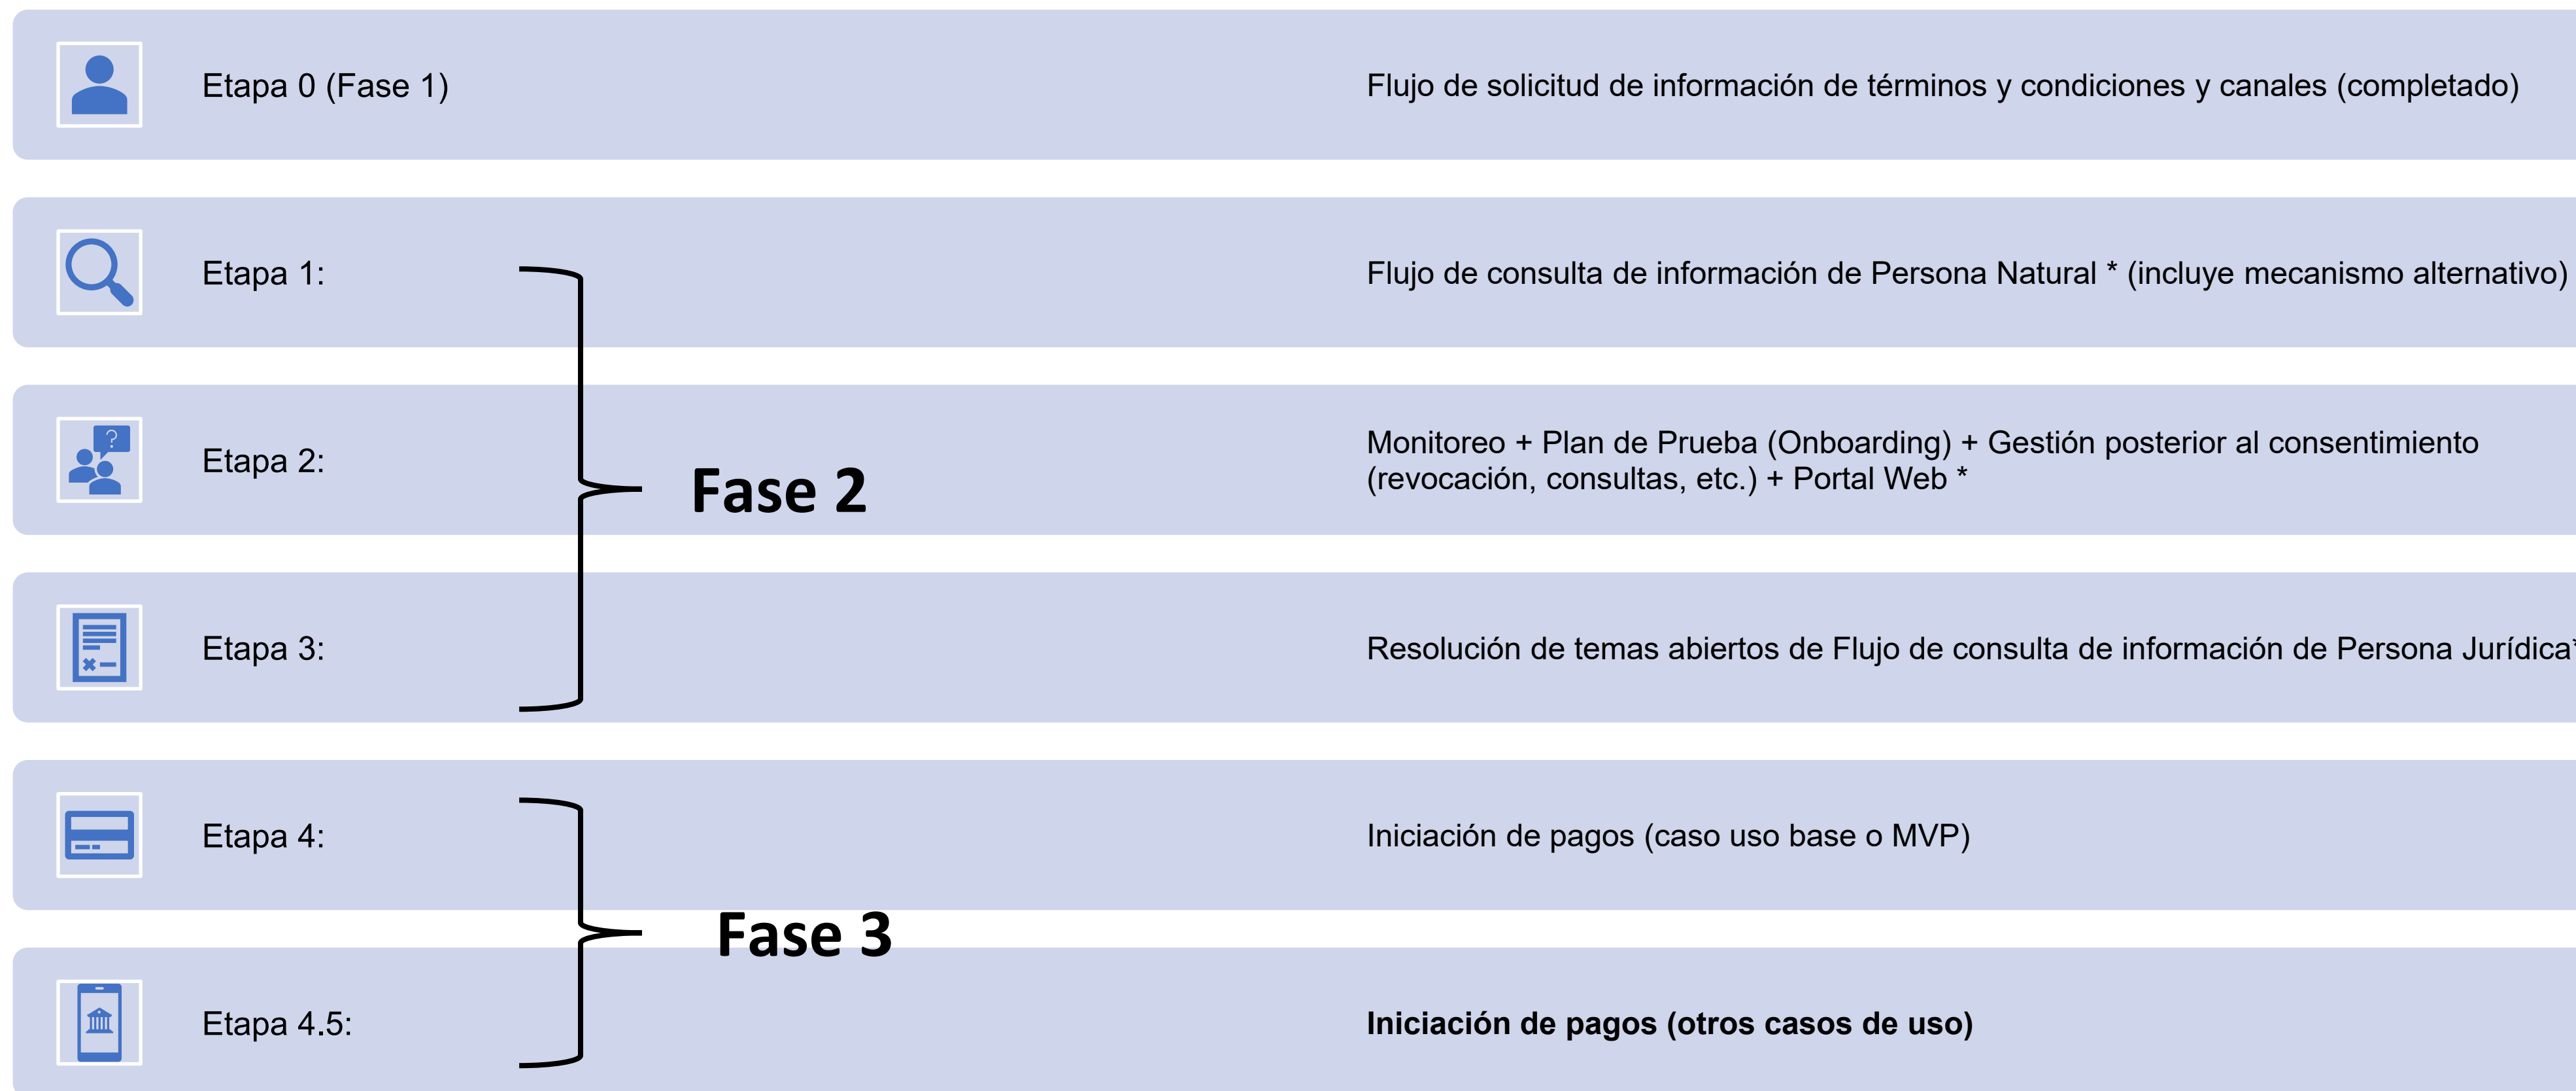 Etapa 0 (Fase 1)
Flujo de solicitud de información de términos y condiciones y canales (completado)
Etapa 1:
Flujo de consulta de información de Persona Natural * (incluye mecanismo alternativo)
Etapa 2:
?
Fase 2
Monitoreo + Plan de Prueba (Onboarding) + Gestión posterior al consentimiento
(revocación, consultas, etc.) + Portal Web *
Etapa 3:
Resolución de temas abiertos de Flujo de consulta de información de Persona Jurídica*
Etapa 4:
Iniciación de pagos (caso uso base o MVP)
Fase 3
Etapa 4.5:
Iniciación de pagos (otros casos de uso)